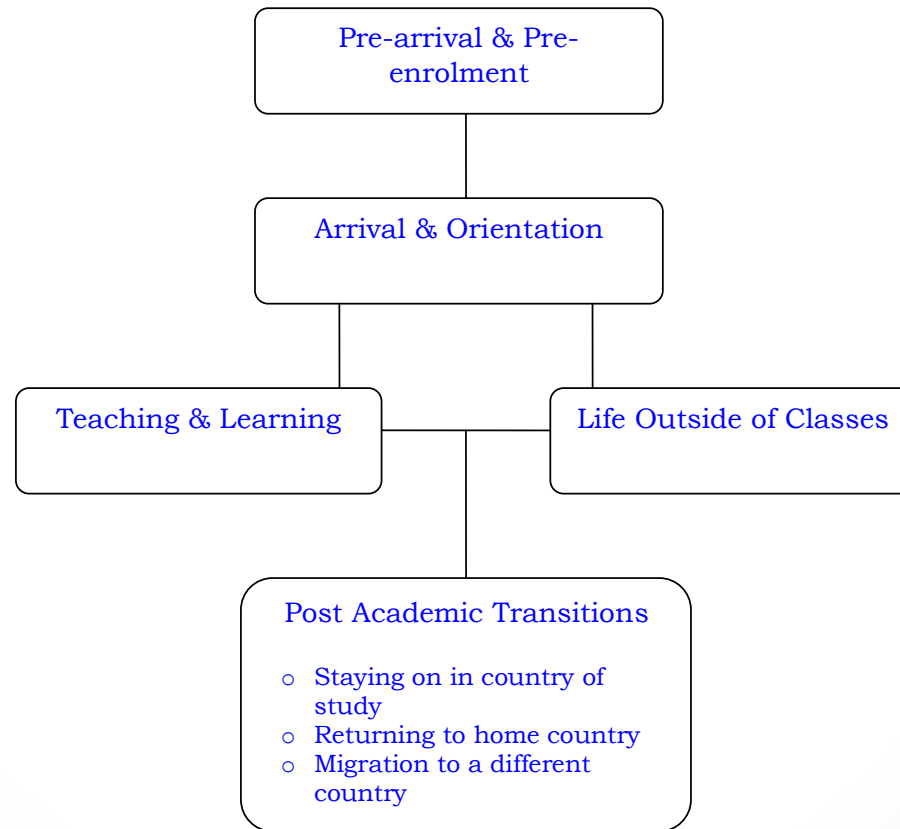 Pre-arrival & Pre-
enrolment
Arrival & Orientation
Teaching & Learning
Life Outside of Classes
Post Academic Transitions
o Staying on in country of
study
o Returning to home country
o Migration to a different
country